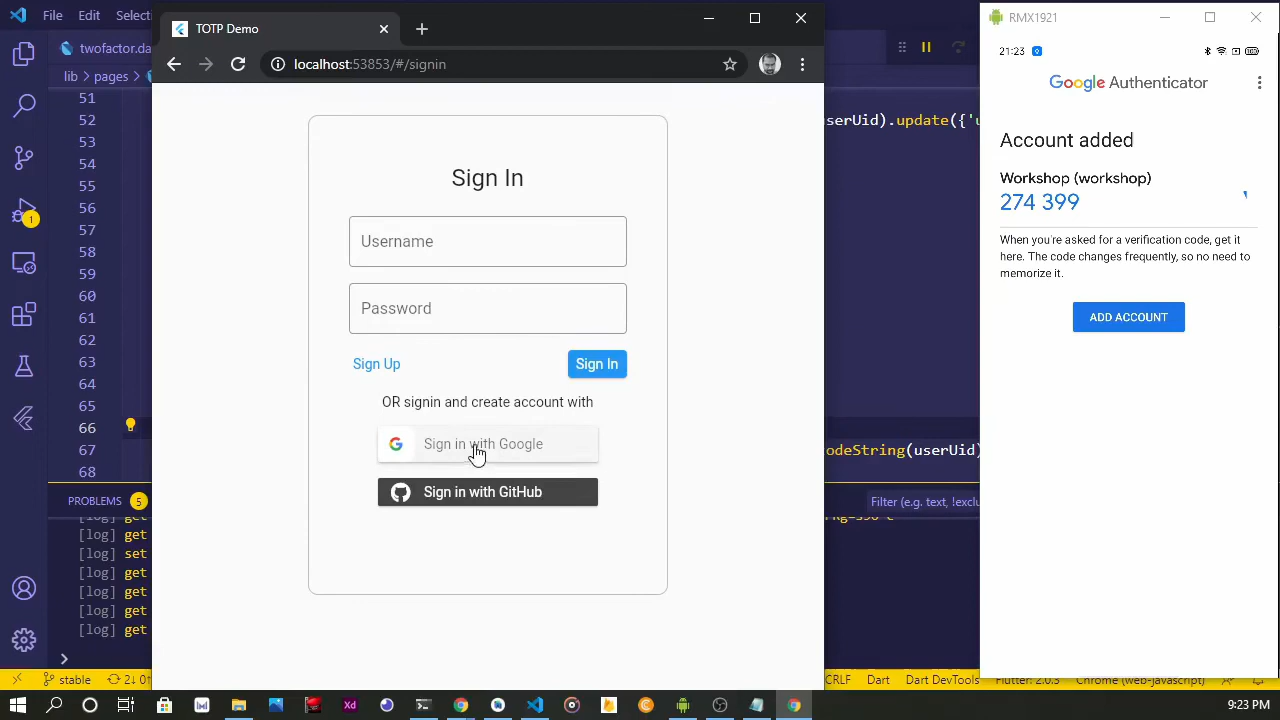 File Edit Selecti
TOTP Demo
RMX1921
twofactor.da
lib > pages >
localhost:53853/#/signin
21:23
Google Authenticator
51
52
53
54
55
56
57
58
59
60
61
62
63
64
65
66
67
68
serUid).update({'u
odeString(userUid)
Sign In
Username
Password
Sign Up
Sign In
OR signin and create account with
Sign in with Google
Sign in with GitHub
Account added
Workshop (workshop)
274 399
When you're asked for a verification code, get it
here. The code changes frequently, so no need to
memorize it.
ADD ACCOUNT
1
PROBLEMS 5
Filter (e.g. text, !exclu
[log] get
[log] get
[log] set
[log] get
[log] get
[log] get
[log] get
stable
2↓ 0↑
CRLF Dart Dart DevTools Flutter: 2.0.3 Chrome (web-javascript)
Xd
9:23 PM